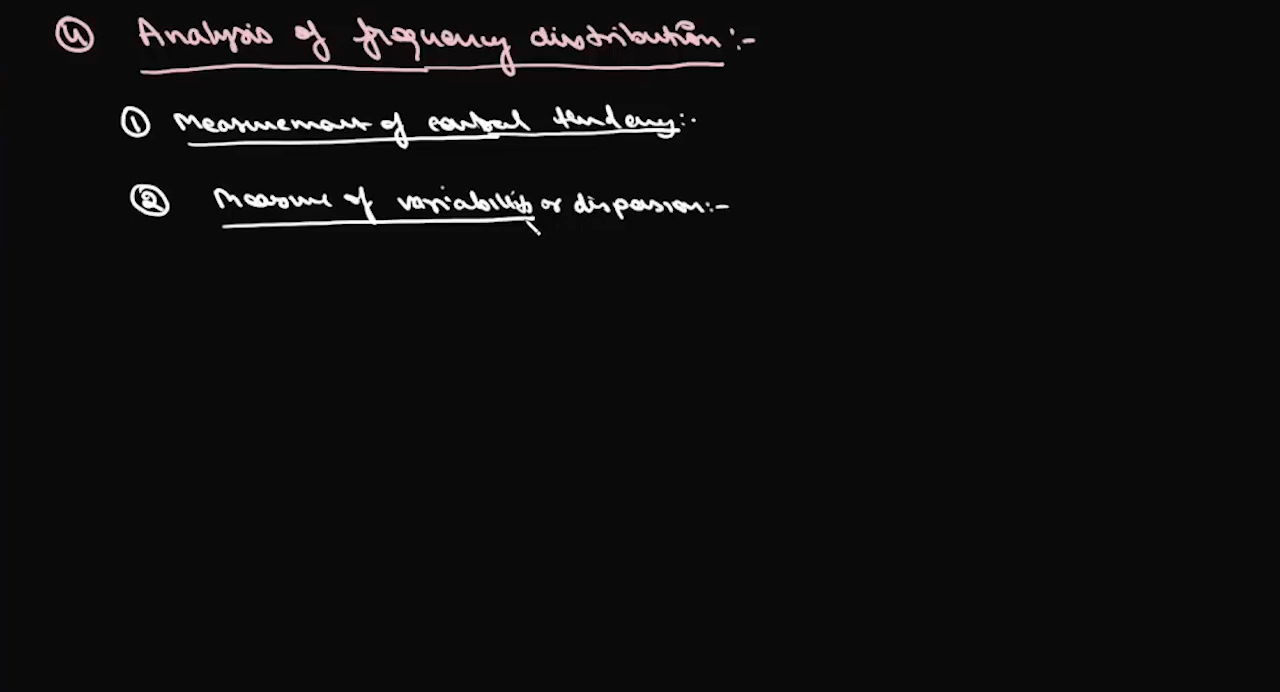 ④ Analysis of frequency distribution :-
① Measurement of central tendency :-
② Measure of variability or dispersion :-